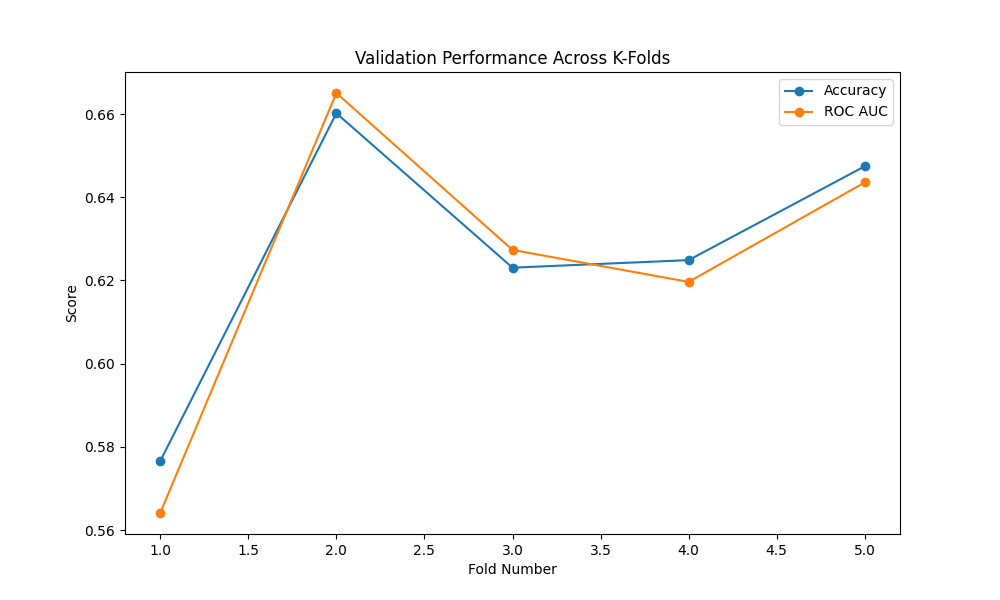 Validation Performance Across K-Folds
Accuracy
ROC AUC
Score
0.66
0.64
0.62
0.60
0.58
0.56
1.0 1.5 2.0 2.5 3.0 3.5 4.0 4.5 5.0
Fold Number